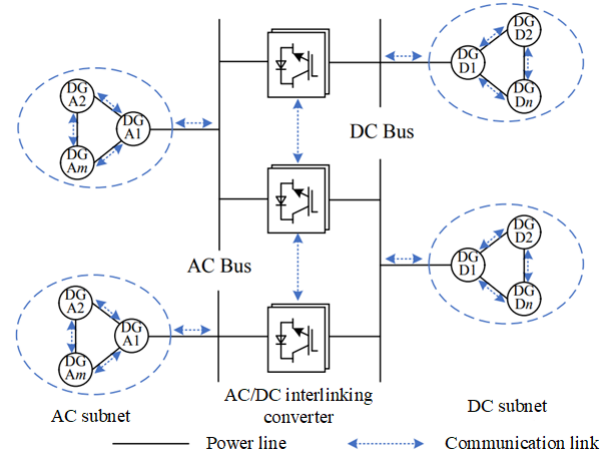 DG
A2
DG
A1
DG
Am
DG
D2
DG
D1
DG
Dn
DC Bus
AC Bus
DG
D2
DG
D1
DG
Dn
DG
A2
DG
A1
DG
Am
AC subnet
AC/DC interlinking
converter
DC subnet
Power line
Communication link